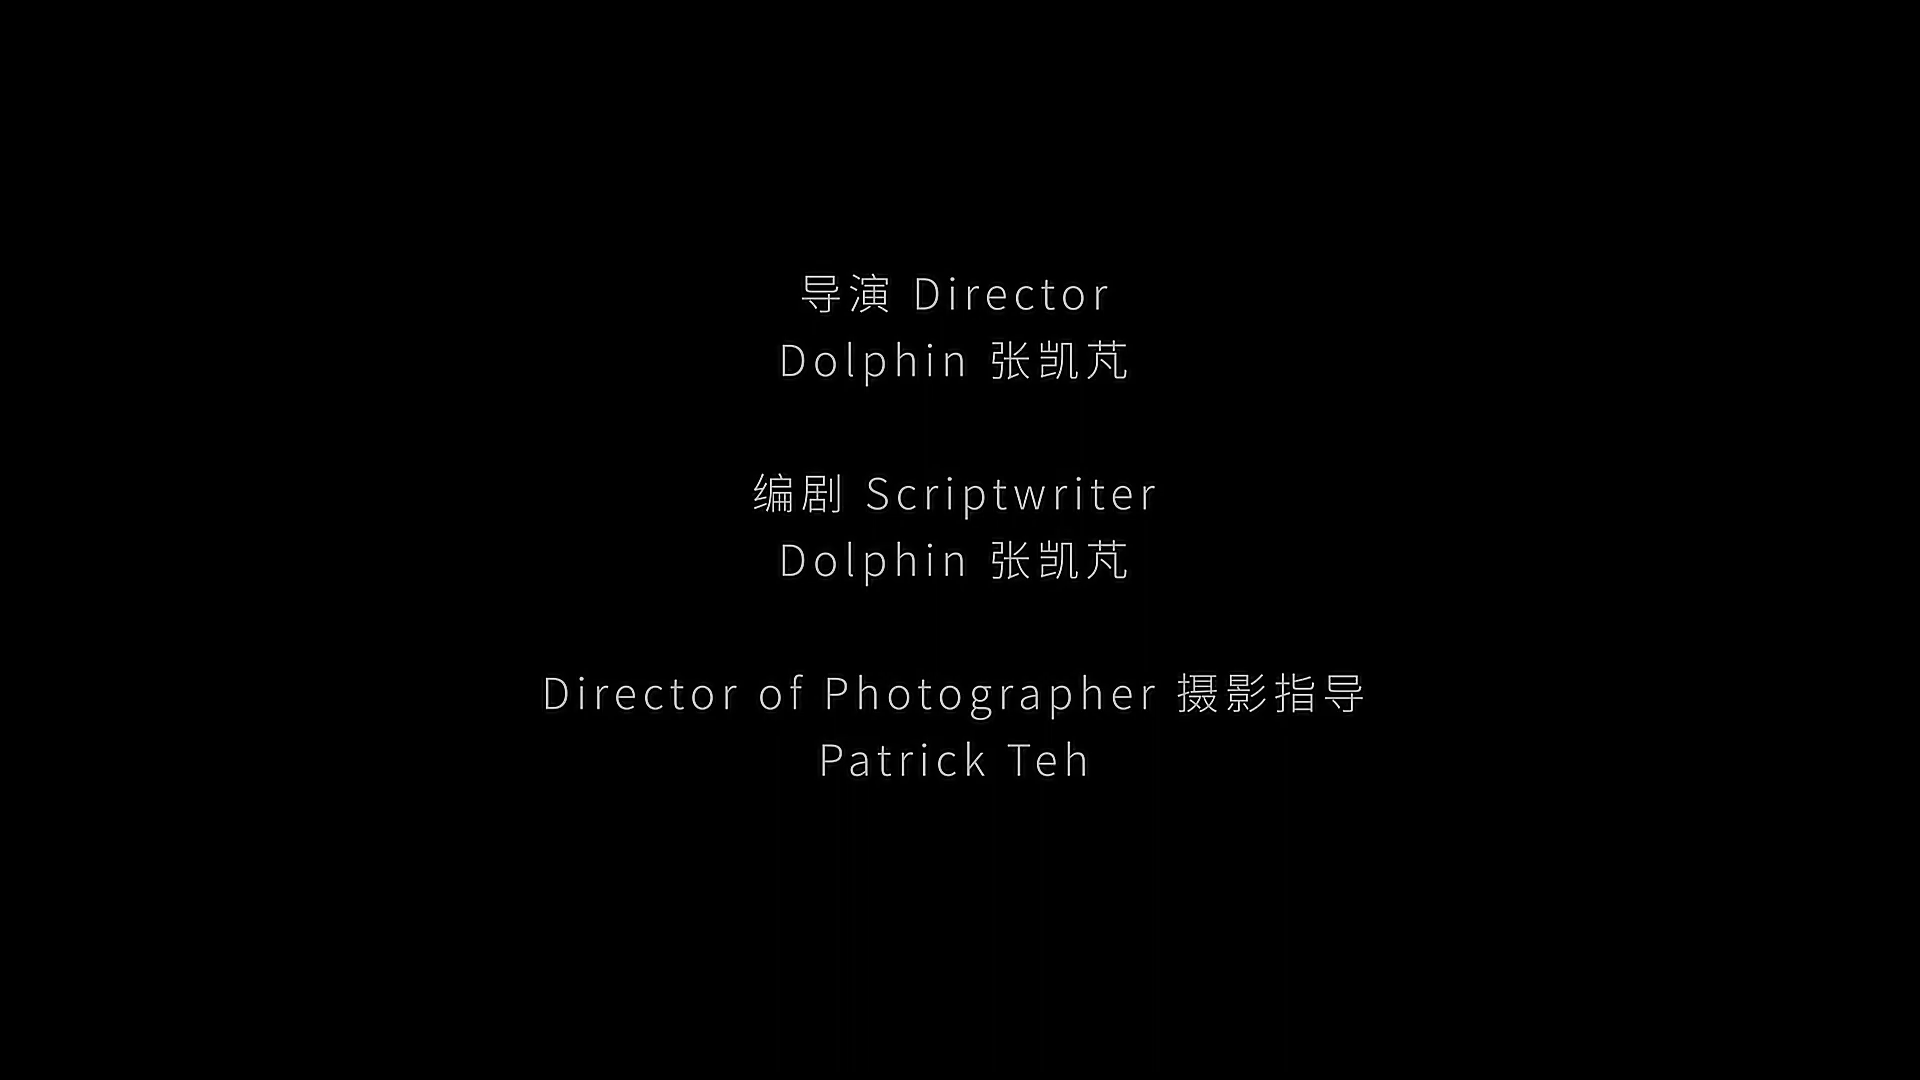 导演 Director
Dolphin 张凯芃
编剧 Scriptwriter
Dolphin 张凯芃
Director of Photographer 摄影指导
Patrick Teh